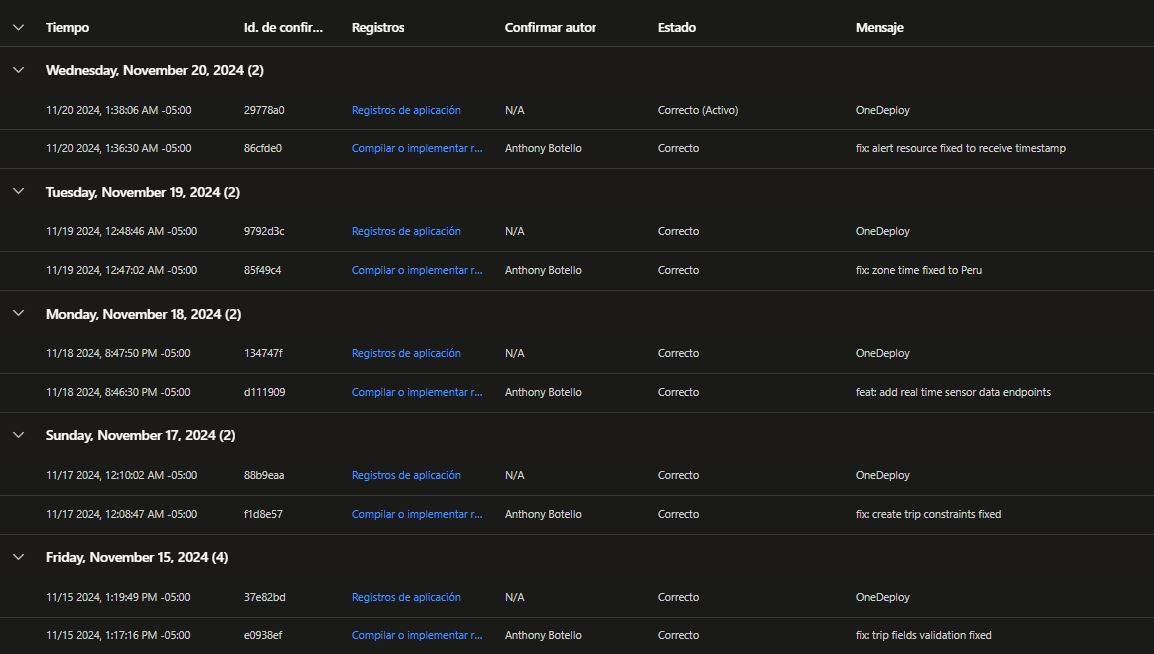 Tiempo Id. de confir... Registros Confirmar autor Estado Mensaje
Wednesday, November 20, 2024 (2)
11/20 2024, 1:38:06 AM -05:00 29778a0 Registros de aplicación N/A Correcto (Activo) OneDeploy
11/20 2024, 1:36:30 AM -05:00 86cfde0 Compilar o implementar r... Anthony Botello Correcto fix: alert resource fixed to receive timestamp
Tuesday, November 19, 2024 (2)
11/19 2024, 12:48:46 AM -05:00 9792d3c Registros de aplicación N/A Correcto OneDeploy
11/19 2024, 12:47:02 AM -05:00 85f49c4 Compilar o implementar r... Anthony Botello Correcto fix: zone time fixed to Peru
Monday, November 18, 2024 (2)
11/18 2024, 8:47:50 PM -05:00 134747f Registros de aplicación N/A Correcto OneDeploy
11/18 2024, 8:46:30 PM -05:00 d111909 Compilar o implementar r... Anthony Botello Correcto feat: add real time sensor data endpoints
Sunday, November 17, 2024 (2)
11/17 2024, 12:10:02 AM -05:00 88b9eaa Registros de aplicación N/A Correcto OneDeploy
11/17 2024, 12:08:47 AM -05:00 f1d8e57 Compilar o implementar r... Anthony Botello Correcto fix: create trip constraints fixed
Friday, November 15, 2024 (4)
11/15 2024, 1:19:49 PM -05:00 37e82bd Registros de aplicación N/A Correcto OneDeploy
11/15 2024, 1:17:16 PM -05:00 e0938ef Compilar o implementar r... Anthony Botello Correcto fix: trip fields validation fixed